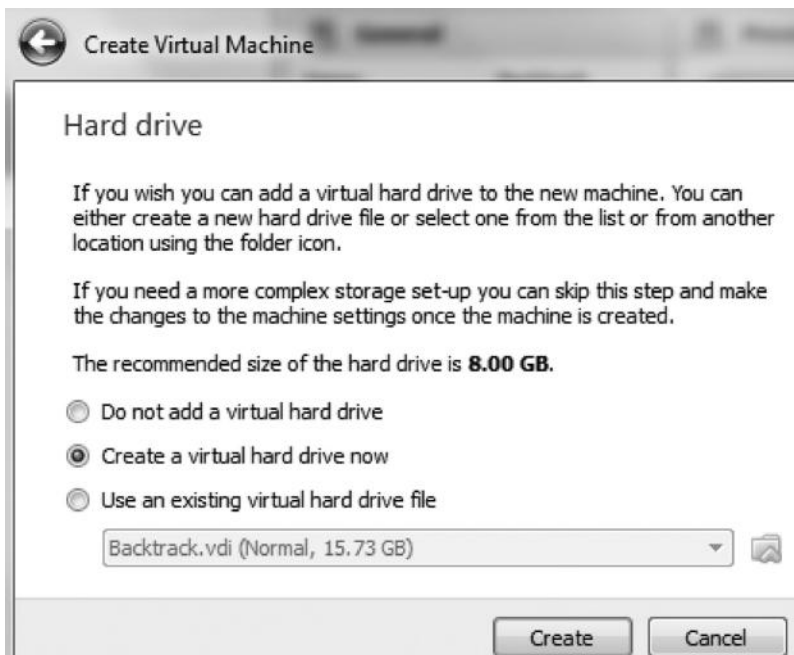 Create Virtual Machine
Hard drive
If you wish you can add a virtual hard drive to the new machine. You can
either create a new hard drive file or select one from the list or from another
location using the folder icon.
If you need a more complex storage set-up you can skip this step and make
the changes to the machine settings once the machine is created.
The recommended size of the hard drive is 8.00 GB.
Do not add a virtual hard drive
Create a virtual hard drive now
Use an existing virtual hard drive file
Backtrack.vdi (Normal, 15.73 GB)
Create
Cancel